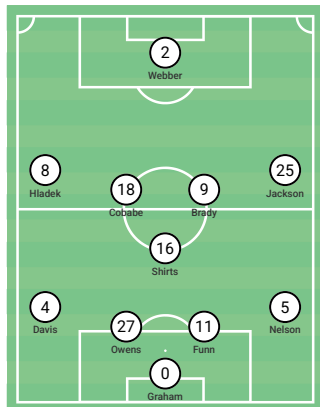 2
Webber
8
Hladek
25
Jackson
18
Cobabe
9
Brady
16
Shirts
4
Davis
5
Nelson
27
Owens
11
Funn
0
Graham